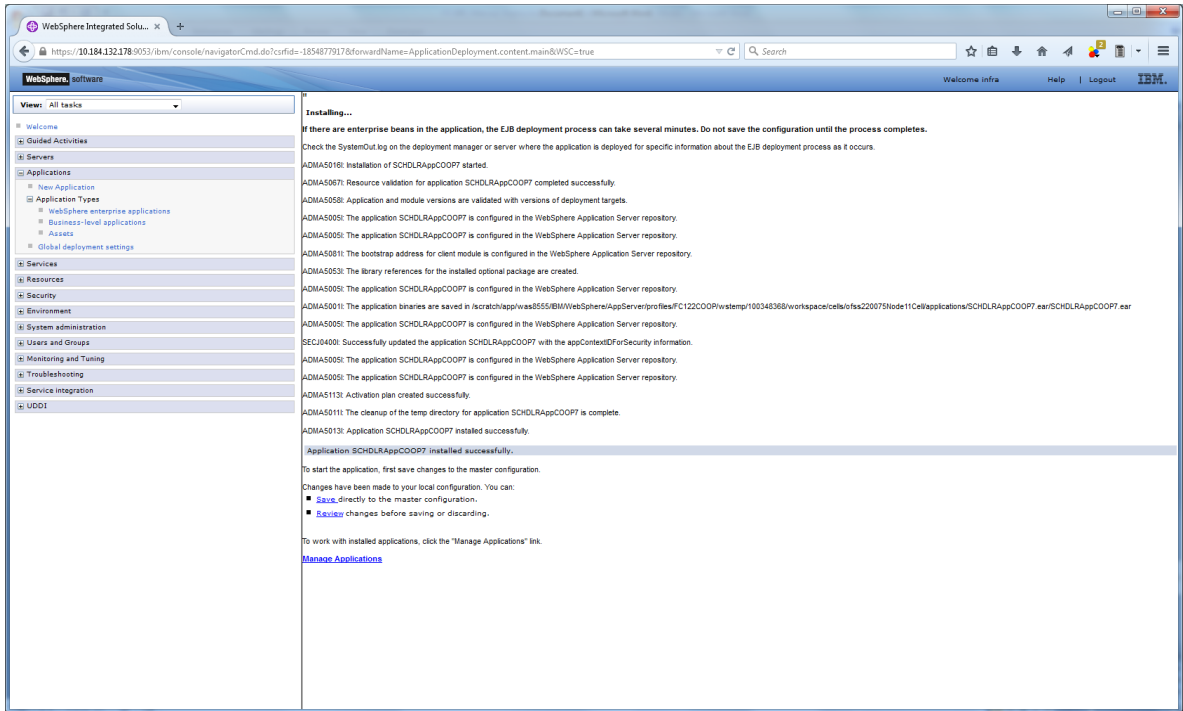 WebSphere Integrated Solu... × +
https://10.184.132.178:9053/ibm/console/navigatorCmd.do?csrfid=-1854877917&forwardName=ApplicationDeployment.content.main&WSC=true
Search
2
WebSphere. software
Welcome infra Help | Logout IBM.
View: All tasks
Welcome
Guided Activities
Servers
Applications
New Application
Application Types
WebSphere enterprise applications
Business-level applications
Assets
Global deployment settings
Services
Resources
Security
Environment
System administration
Users and Groups
Monitoring and Tuning
Troubleshooting
Service integration
UDDI
Installing...
If there are enterprise beans in the application, the EJB deployment process can take several minutes. Do not save the configuration until the process completes.
Check the SystemOut.log on the deployment manager or server where the application is deployed for specific information about the EJB deployment process as it occurs.
ADMA5016I: Installation of SCHDLRAppCOOP7 started.
ADMA5067I: Resource validation for application SCHDLRAppCOOP7 completed successfully.
ADMA5058I: Application and module versions are validated with versions of deployment targets.
ADMA5005I: The application SCHDLRAppCOOP7 is configured in the WebSphere Application Server repository.
ADMA5005I: The application SCHDLRAppCOOP7 is configured in the WebSphere Application Server repository.
ADMA5081I: The bootstrap address for client module is configured in the WebSphere Application Server repository.
ADMA5053I: The library references for the installed optional package are created.
ADMA5005I: The application SCHDLRAppCOOP7 is configured in the WebSphere Application Server repository.
ADMA5001I: The application binaries are saved in /scratch/app/was8555/IBM/WebSphere/AppServer/profiles/FC122COOP/wstemp/100348368/workspace/cells/ofss220075Node11Cell/applications/SCHDLRAppCOOP7.ear/SCHDLRAppCOOP7.ear
ADMA5005I: The application SCHDLRAppCOOP7 is configured in the WebSphere Application Server repository.
SECJ0400I: Successfully updated the application SCHDLRAppCOOP7 with the appContextIDForSecurity information.
ADMA5005I: The application SCHDLRAppCOOP7 is configured in the WebSphere Application Server repository.
ADMA5005I: The application SCHDLRAppCOOP7 is configured in the WebSphere Application Server repository.
ADMA5113I: Activation plan created successfully.
ADMA5011I: The cleanup of the temp directory for application SCHDLRAppCOOP7 is complete.
ADMA5013I: Application SCHDLRAppCOOP7 installed successfully.
Application SCHDLRAppCOOP7 installed successfully.
To start the application, first save changes to the master configuration.
Changes have been made to your local configuration. You can:
Save directly to the master configuration.
Review changes before saving or discarding.
To work with installed applications, click the "Manage Applications" link.
Manage Applications